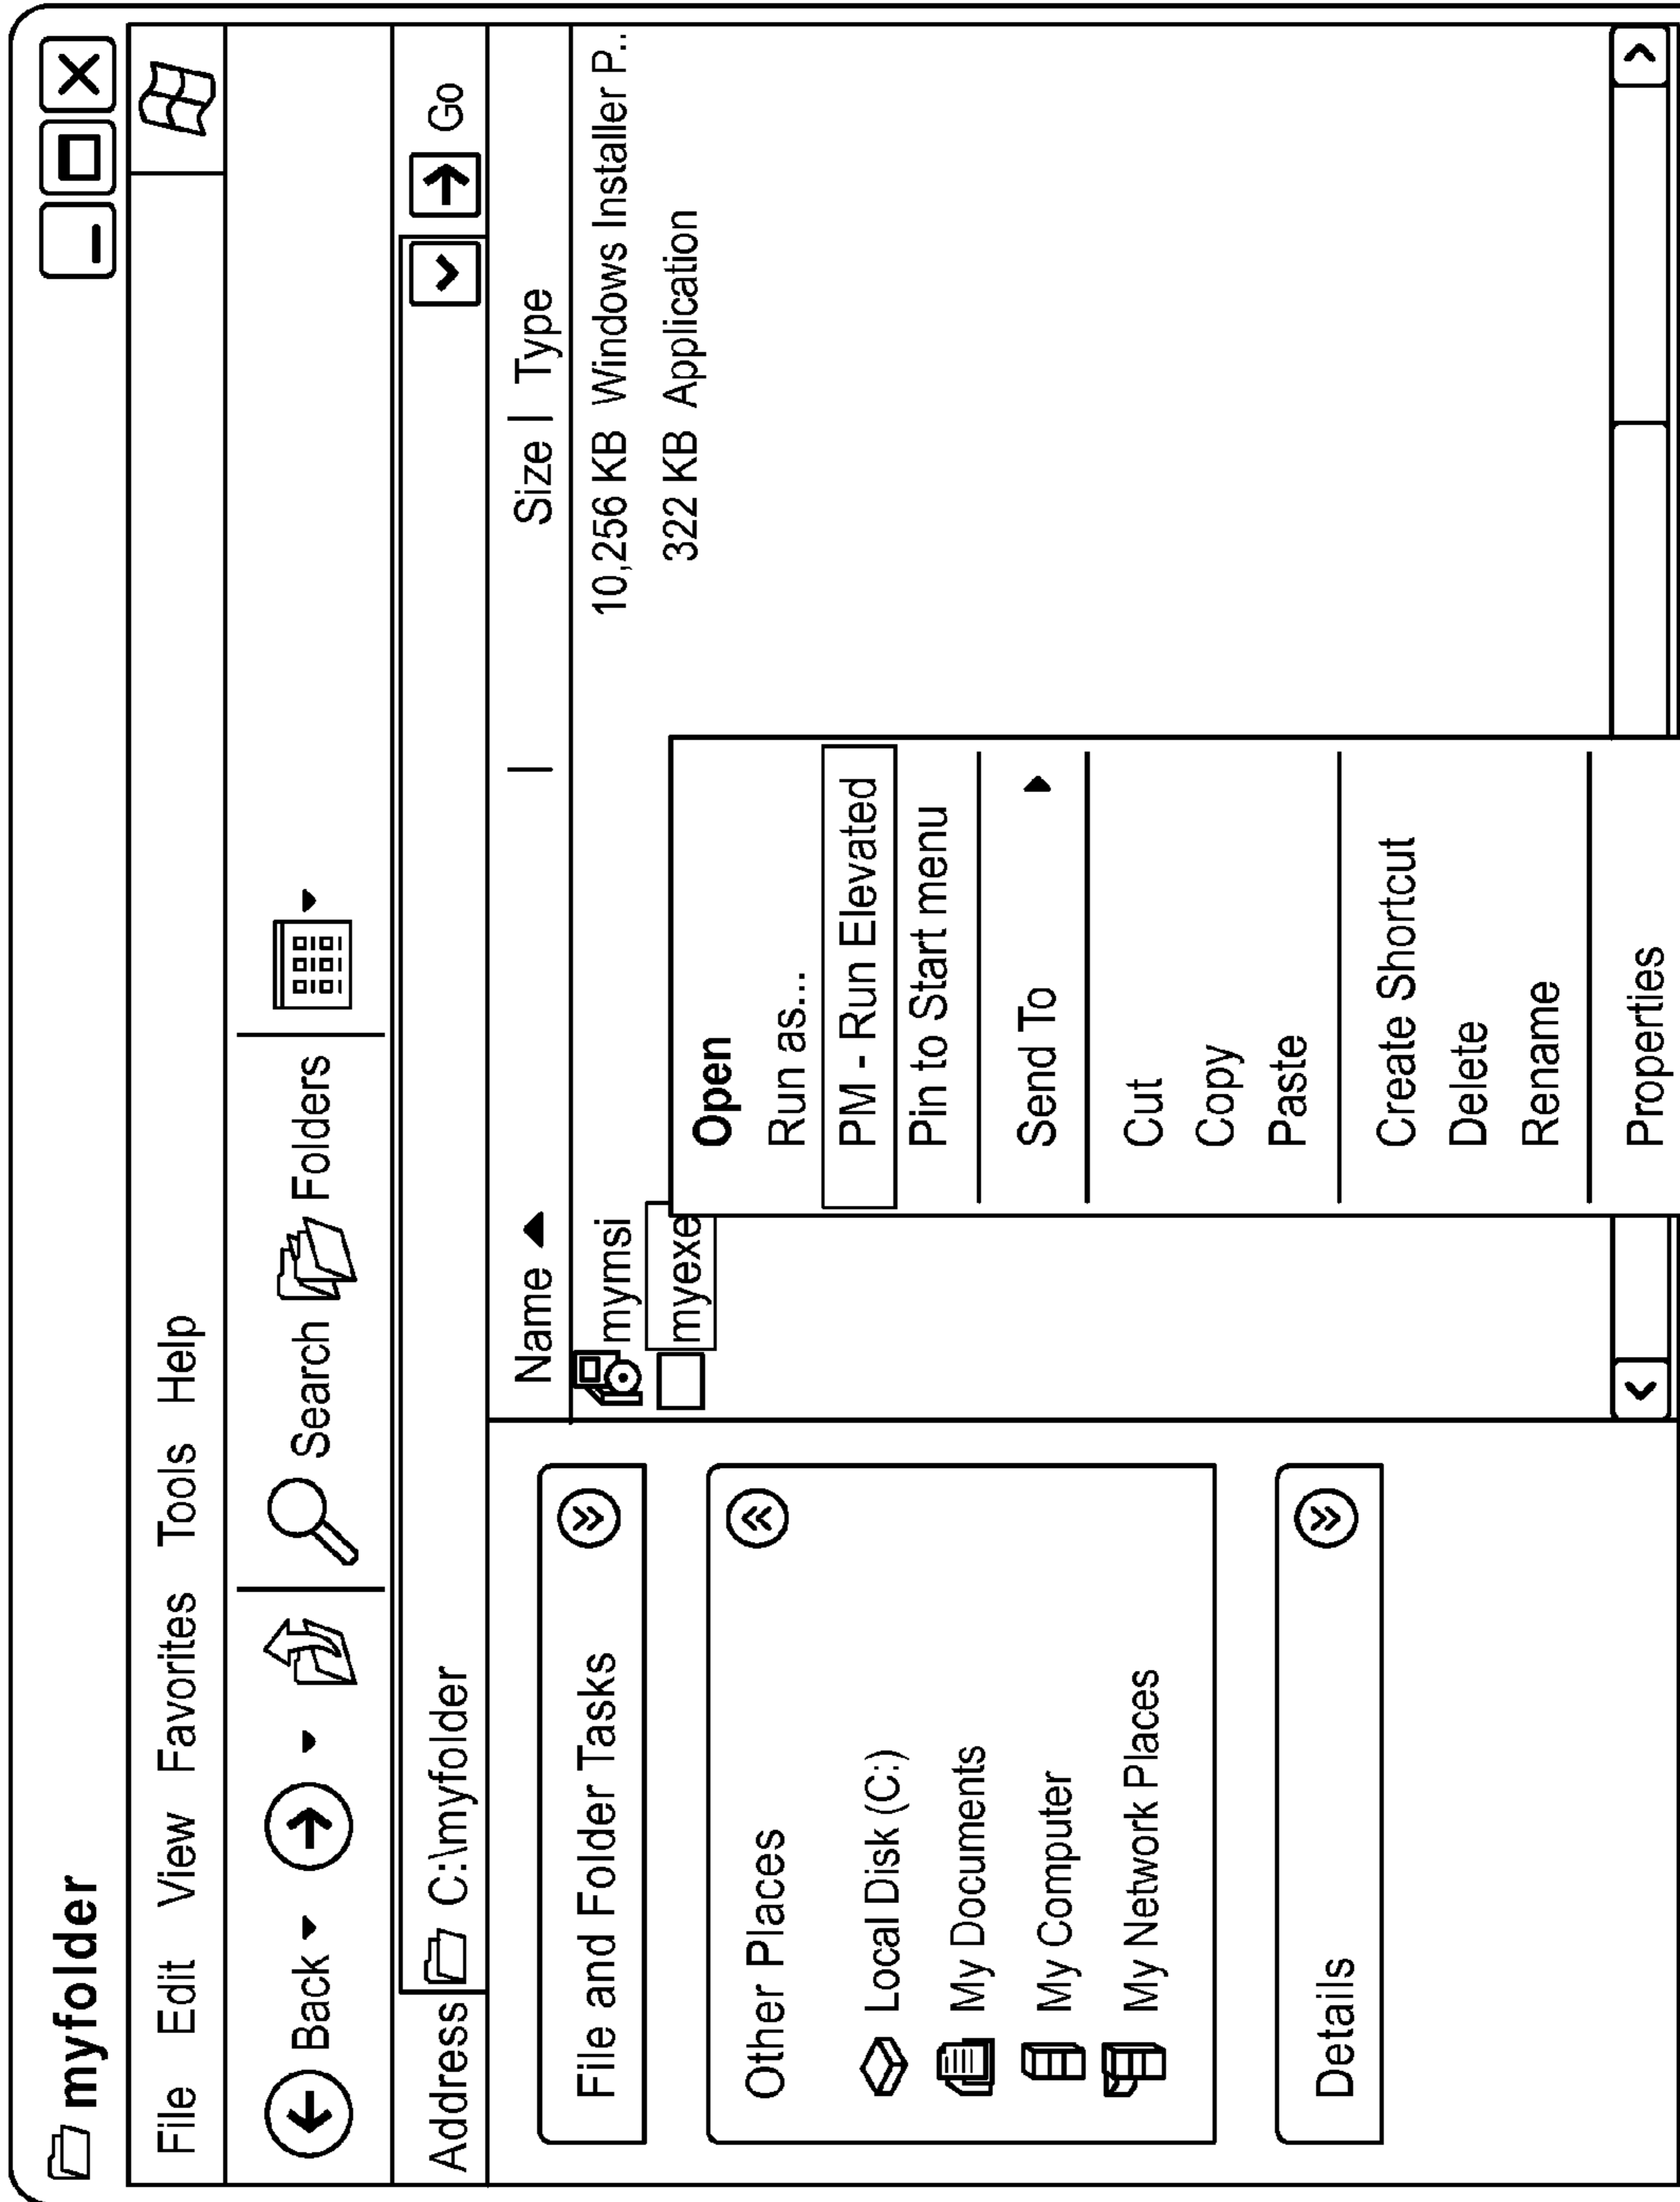 myfolder
File Edit View Favorites Tools Help
Back Search Folders
Address C:\myfolder Go
File and Folder Tasks
Other Places
Local Disk (C:)
My Documents
My Computer
My Network Places
Details
Name Size Type
mymsi 10,256 KB Windows Installer P..
myexe 322 KB Application
Open
Run as...
PM - Run Elevated
Pin to Start menu
Send To
Cut
Copy
Paste
Create Shortcut
Delete
Rename
Properties